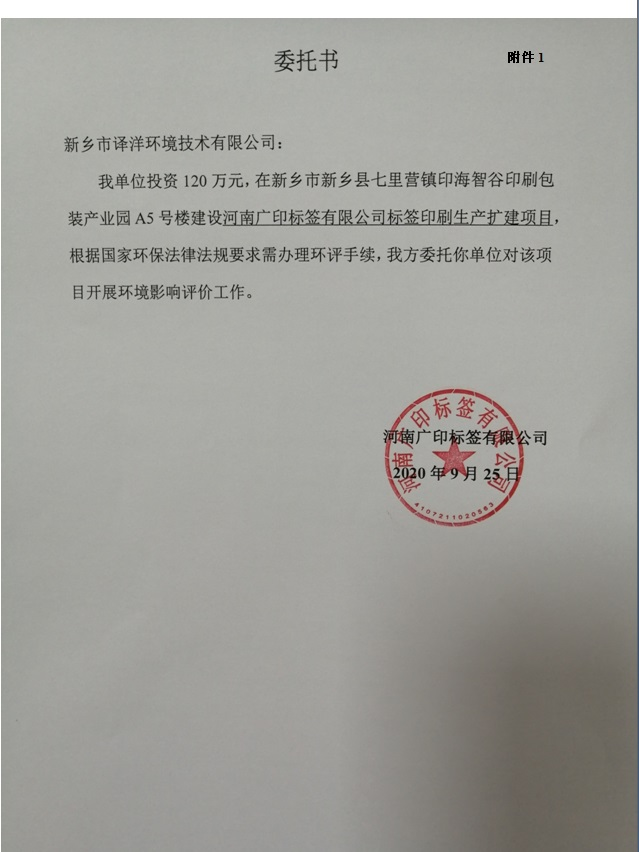 委托书
附件1
新乡市译洋环境技术有限公司：
我单位投资 120 万元，在新乡市新乡县七里营镇印海智谷印刷包
装产业园 A5 号楼建设河南广印标签有限公司标签印刷生产扩建项目，
根据国家环保法律法规要求需办理环评手续，我方委托你单位对该项
目开展环境影响评价工作。
河南广印标签有限公司
2020 年 9 月 25 日
河南广印标签有限公司
4107211020363